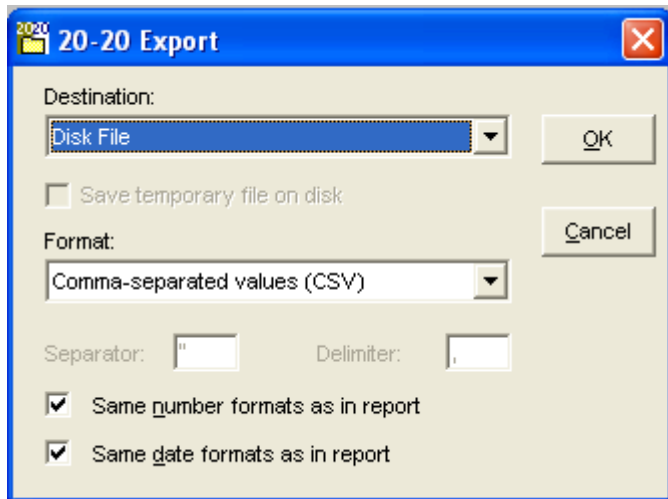 2020
20-20 Export
Destination:
Disk File
OK
Save temporary file on disk
Cancel
Format:
Comma-separated values (CSV)
Separator: " Delimiter: ,
Same number formats as in report
Same date formats as in report